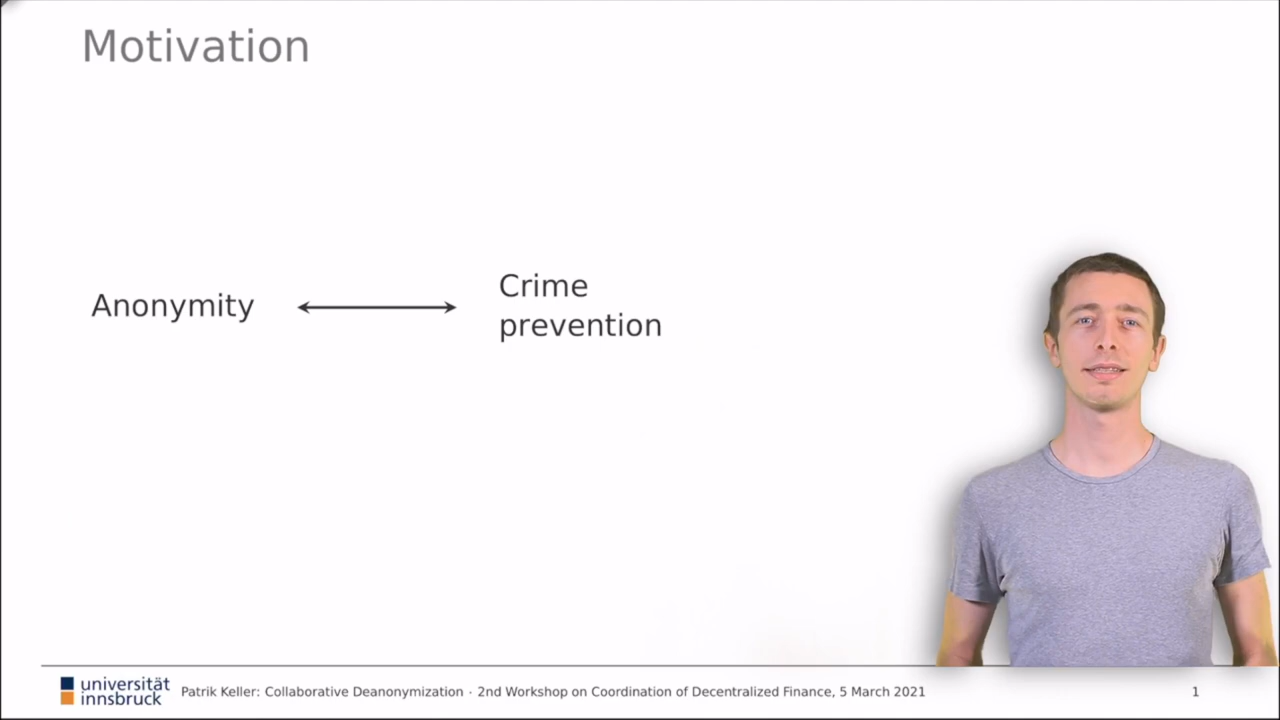 Motivation
Anonymity
Crime
prevention
universität
innsbruck
Patrik Keller: Collaborative Deanonymization · 2nd Workshop on Coordination of Decentralized Finance, 5 March 2021
1